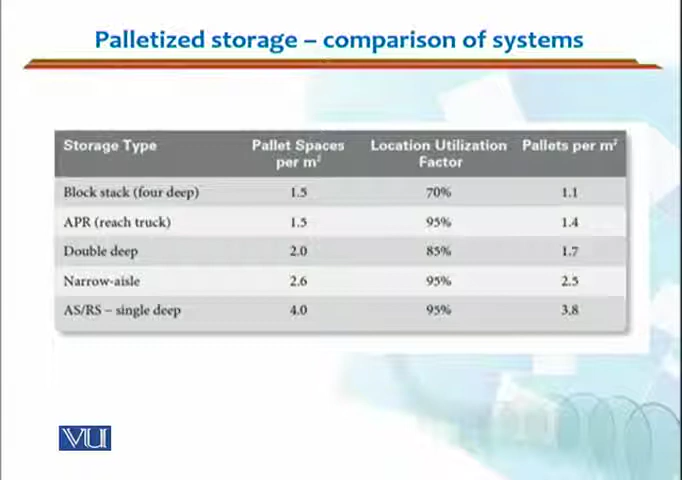 Palletized storage – comparison of systems
Storage Type Pallet Spaces per m² Location Utilization Factor Pallets per m²
Block stack (four deep) 1.5 70% 1.1
APR (reach truck) 1.5 95% 1.4
Double deep 2.0 85% 1.7
Narrow-aisle 2.6 95% 2.5
AS/RS – single deep 4.0 95% 3.8
VU